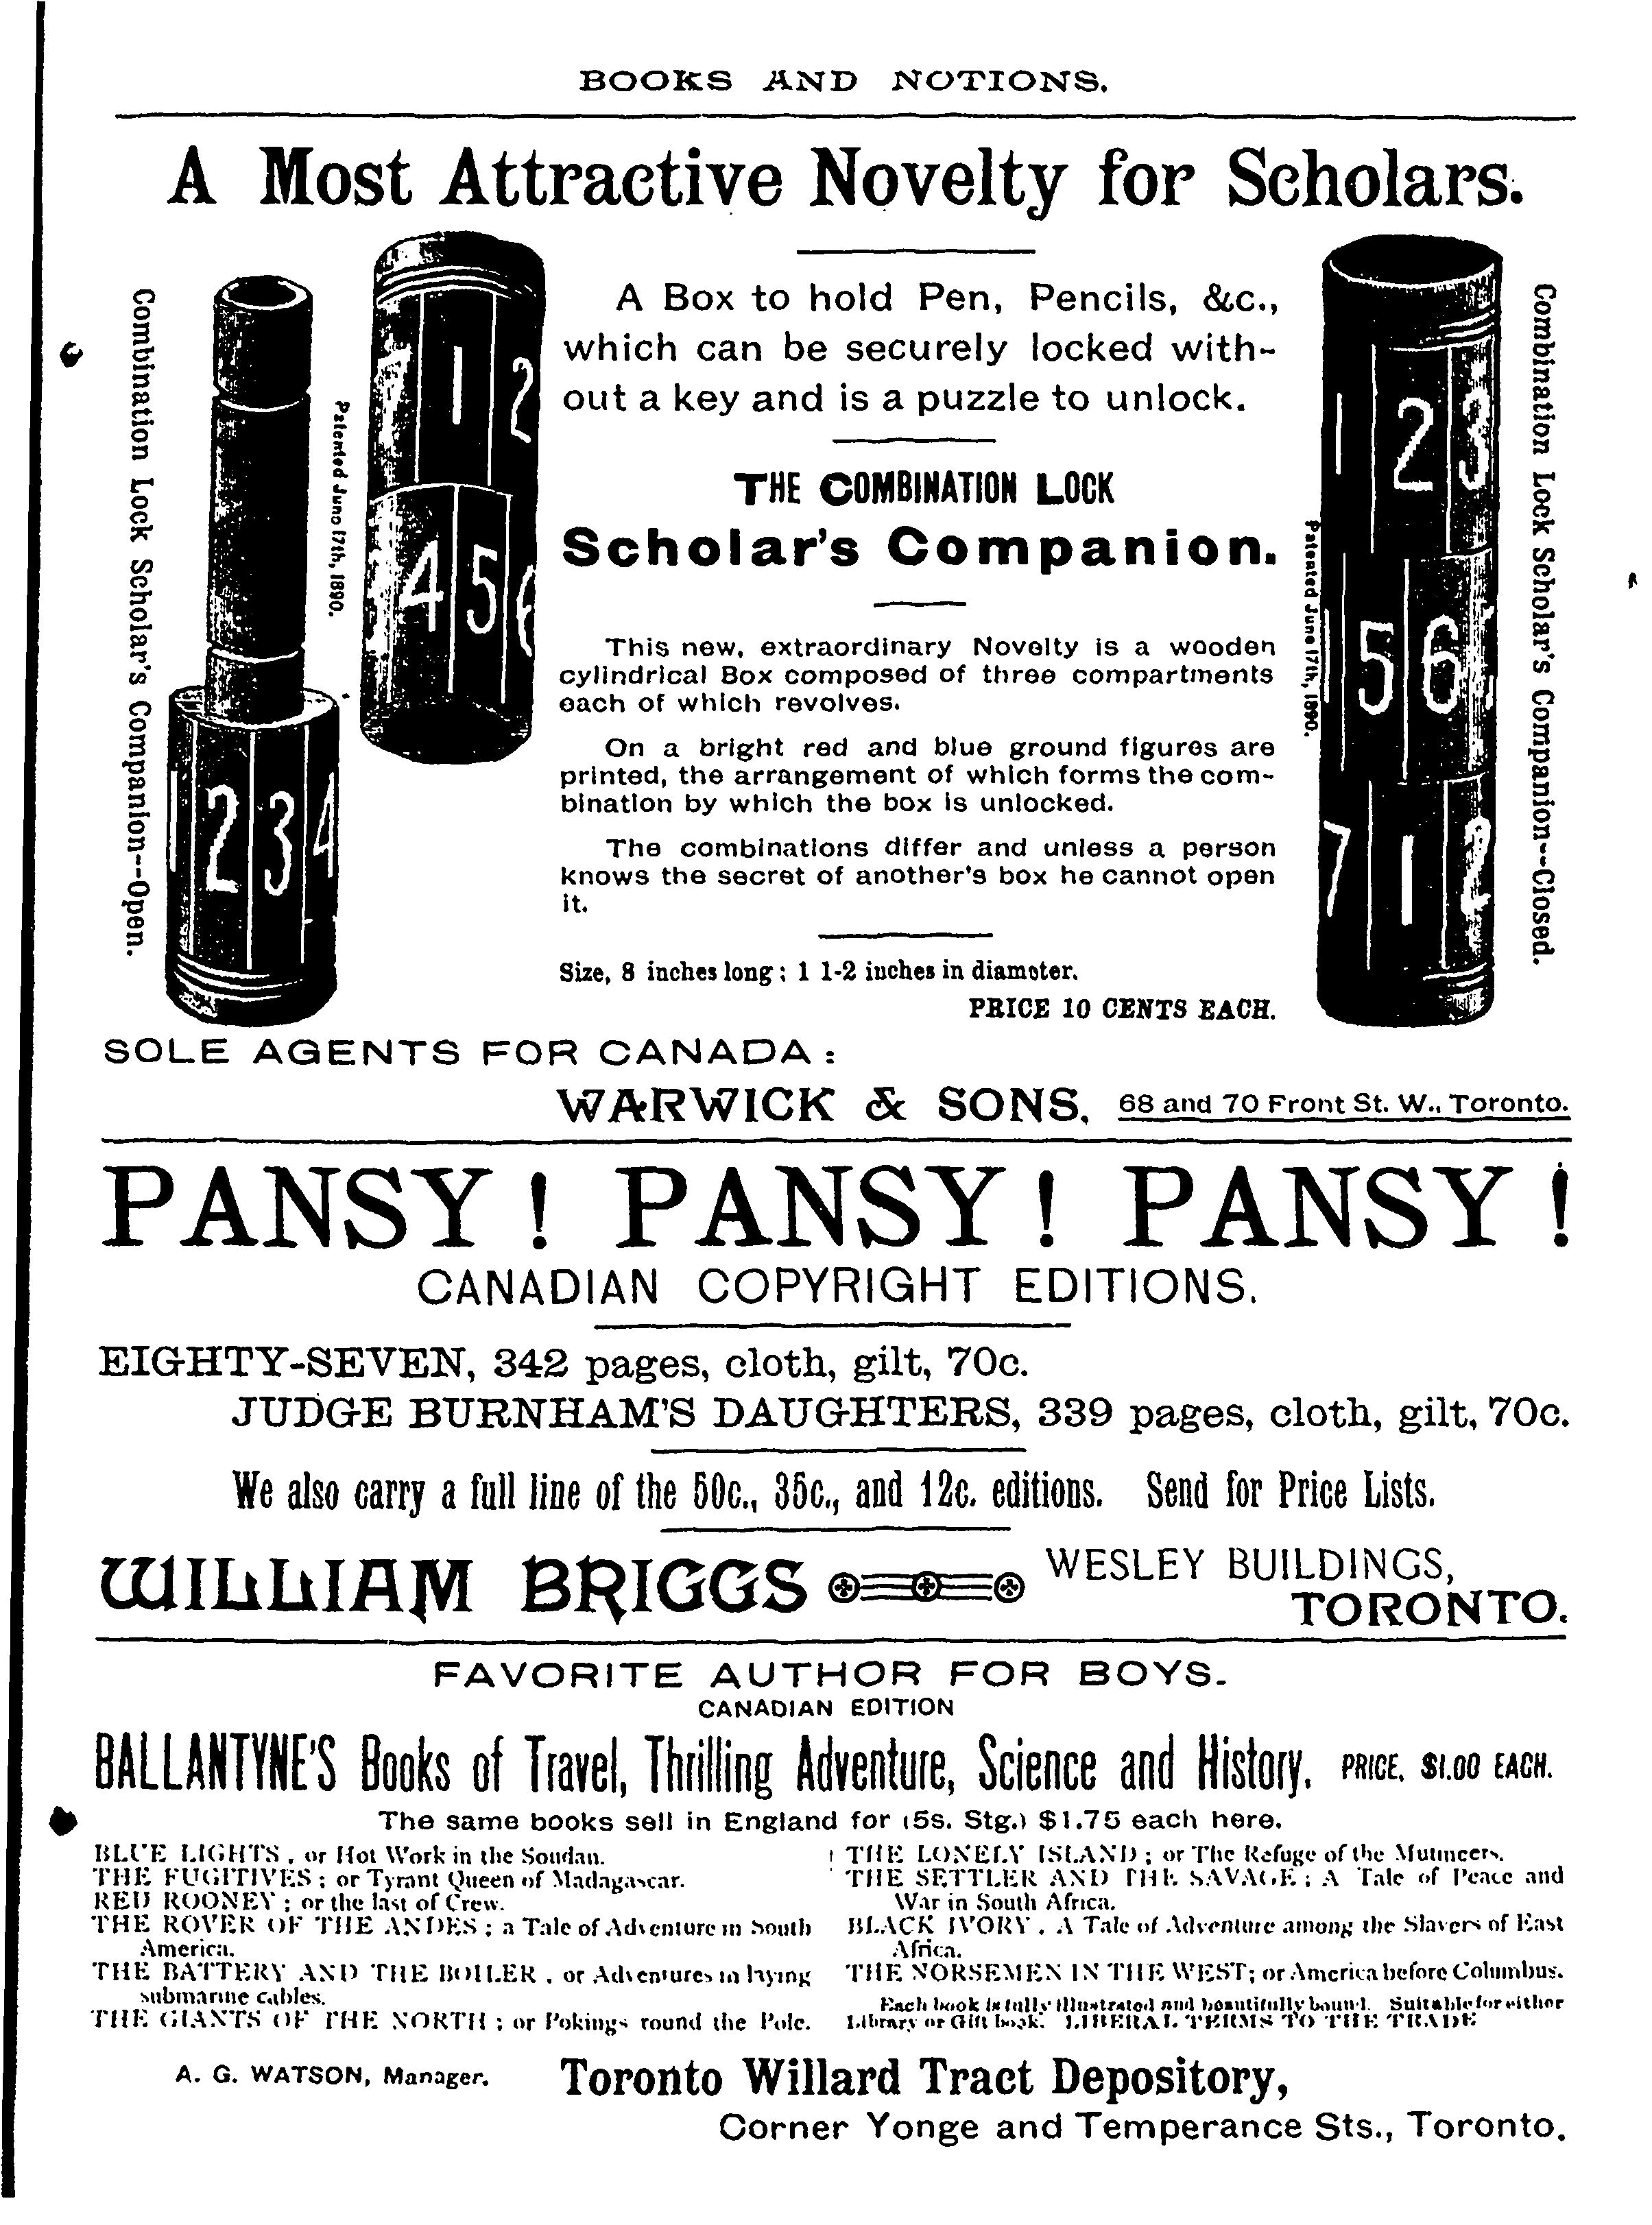 BOOKS AND NOTIONS.
A Most Attractive Novelty for Scholars.
Combination Lock Scholar's Companion--Open.
Patented June 17th, 1890.
1 2
4 5 6
1 2 3 4
A Box to hold Pen, Pencils, &c.,
which can be securely locked with-
out a key and is a puzzle to unlock.
THE COMBINATION LOCK
Scholar's Companion.
This new, extraordinary Novelty is a wooden
cylindrical Box composed of three compartments
each of which revolves.
On a bright red and blue ground figures are
printed, the arrangement of which forms the com-
bination by which the box is unlocked.
The combinations differ and unless a person
knows the secret of another's box he cannot open
it.
Size, 8 inches long; 1 1-2 inches in diameter.
PRICE 10 CENTS EACH.
1 2 3
5 6
7 1 2
Patented June 17th, 1890.
Combination Lock Scholar's Companion--Closed.
SOLE AGENTS FOR CANADA:
WARWICK & SONS, 68 and 70 Front St. W., Toronto.
PANSY! PANSY! PANSY!
CANADIAN COPYRIGHT EDITIONS.
EIGHTY-SEVEN, 342 pages, cloth, gilt, 70c.
JUDGE BURNHAM'S DAUGHTERS, 339 pages, cloth, gilt, 70c.
We also carry a full line of the 50c., 35c., and 12c. editions. Send for Price Lists.
WILLIAM BRIGGS WESLEY BUILDINGS,
TORONTO.
FAVORITE AUTHOR FOR BOYS.
CANADIAN EDITION
BALLANTYNE'S Books of Travel, Thrilling Adventure, Science and History. PRICE, $1.00 EACH.
The same books sell in England for (5s. Stg.) $1.75 each here.
BLUE LIGHTS, or Hot Work in the Soudan.
THE FUGITIVES; or Tyrant Queen of Madagascar.
RED ROONEY; or the last of Crew.
THE ROVER OF THE ANDES; a Tale of Adventure in South
America.
THE BATTERY AND THE BOILER, or Adventures in laying
submarine cables.
THE GIANTS OF THE NORTH; or Pokings round the Pole.
THE LONELY ISLAND; or The Refuge of the Mutineers.
THE SETTLER AND THE SAVAGE; A Tale of Peace and
War in South Africa.
BLACK IVORY, A Tale of Adventure among the Slavers of East
Africa.
THE NORSEMEN IN THE WEST; or America before Columbus.
Each book is fully illustrated and beautifully bound. Suitable for either
Library or Gift book. LIBERAL TERMS TO THE TRADE
A. G. WATSON, Manager. Toronto Willard Tract Depository,
Corner Yonge and Temperance Sts., Toronto.